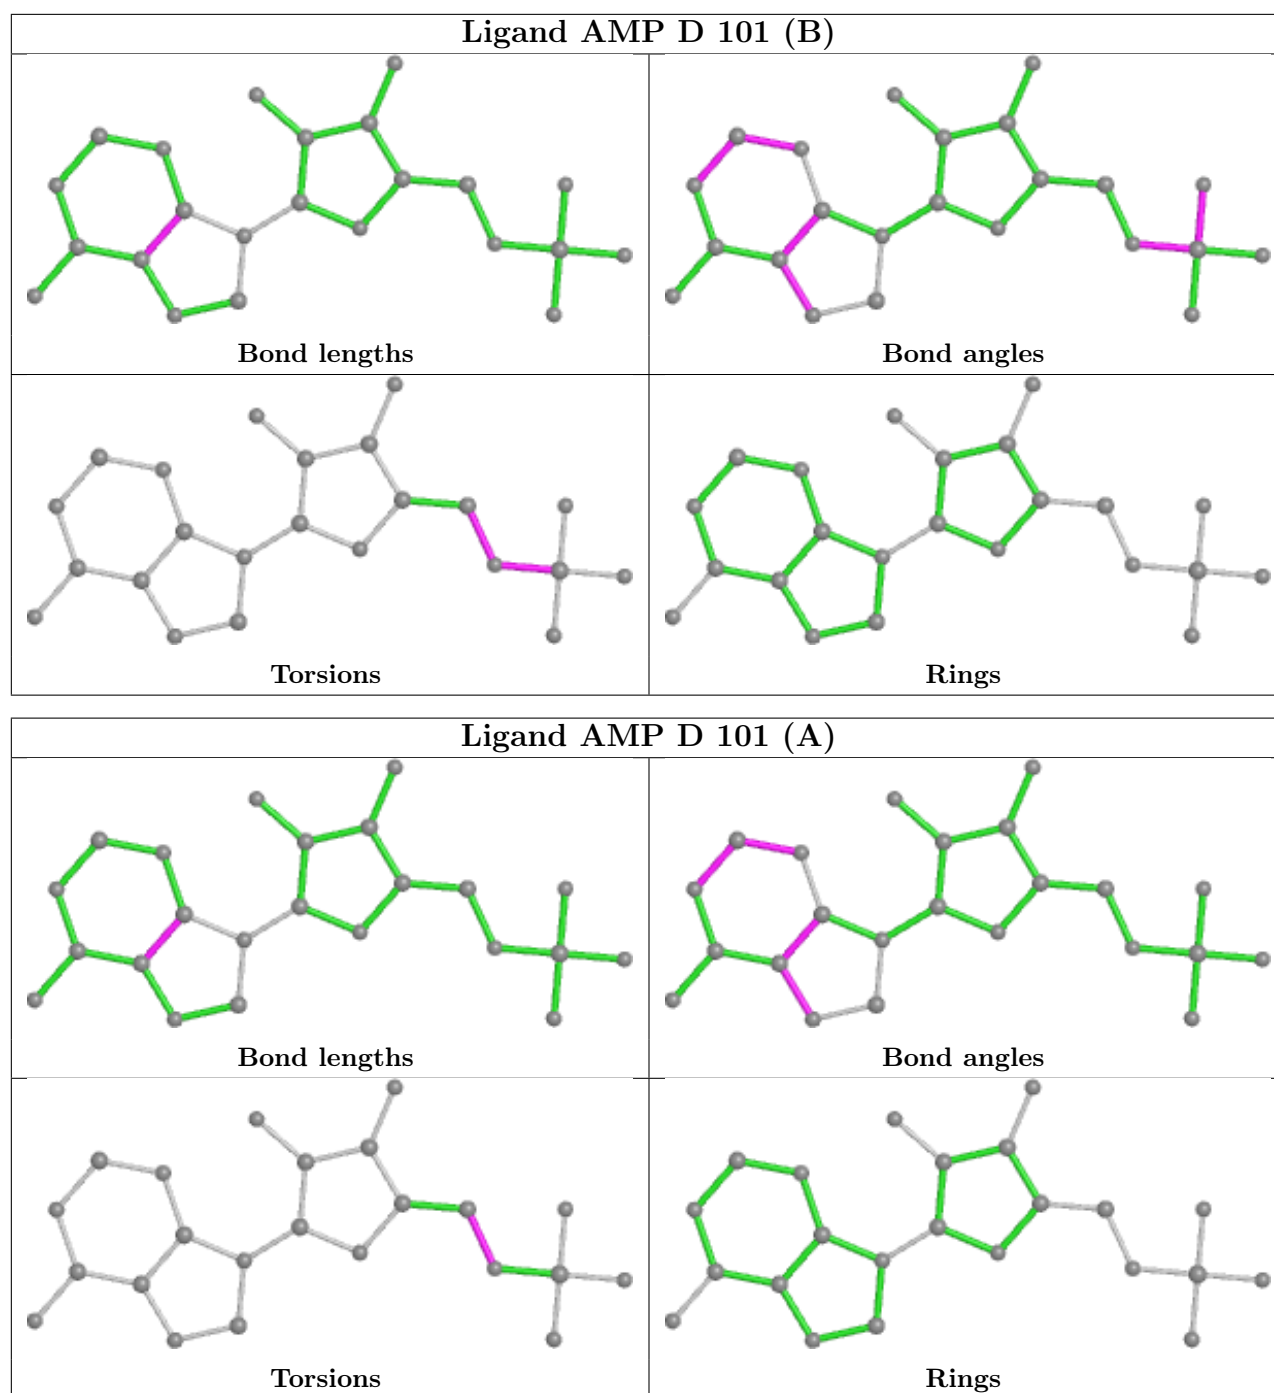 Ligand AMP D 101 (B)
Bond lengths
Bond angles
Torsions
Rings
Ligand AMP D 101 (A)
Bond lengths
Bond angles
Torsions
Rings